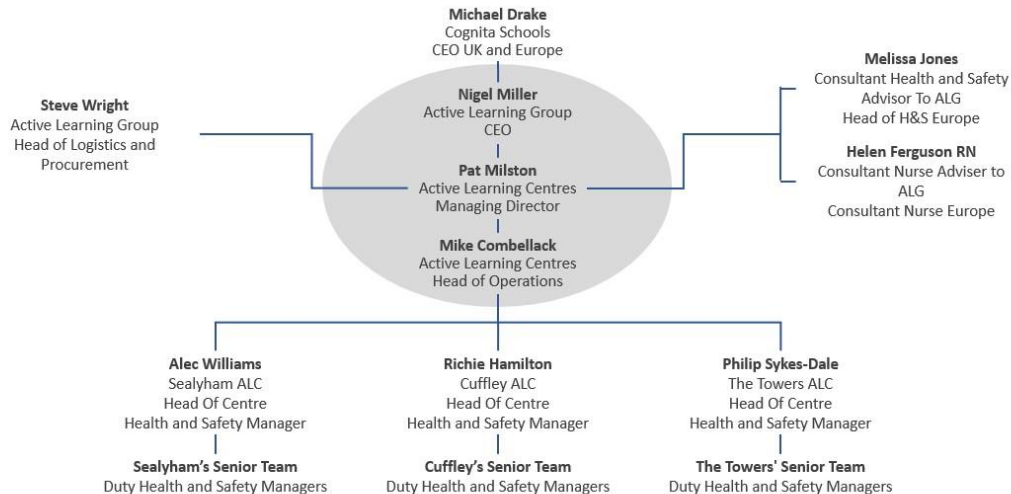 Michael Drake
Cognita Schools
CEO UK and Europe
Nigel Miller
Active Learning Group
CEO
Steve Wright
Active Learning Group
Head of Logistics and
Procurement
Melissa Jones
Consultant Health and Safety
Advisor To ALG
Head of H&S Europe
Helen Ferguson RN
Consultant Nurse Adviser to
ALG
Consultant Nurse Europe
Pat Milston
Active Learning Centres
Managing Director
Mike Combellack
Active Learning Centres
Head of Operations
Alec Williams
Sealyham ALC
Head Of Centre
Health and Safety Manager
Richie Hamilton
Cuffley ALC
Head Of Centre
Health and Safety Manager
Philip Sykes-Dale
The Towers ALC
Head Of Centre
Health and Safety Manager
Sealyham’s Senior Team
Duty Health and Safety Managers
Cuffley’s Senior Team
Duty Health and Safety Managers
The Towers' Senior Team
Duty Health and Safety Managers